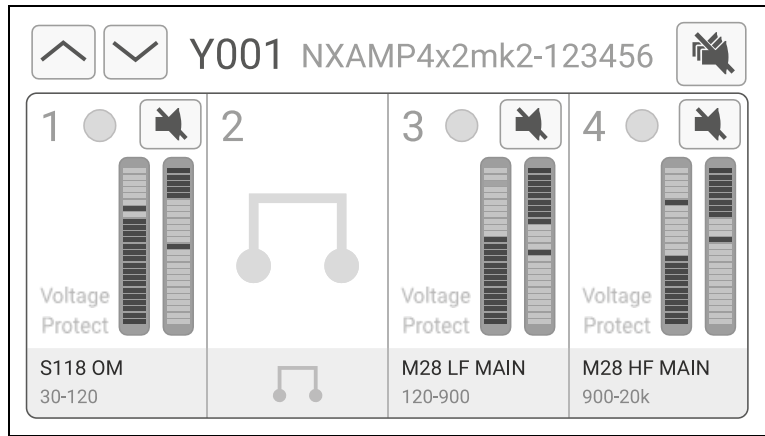 Y001 NXAMP4x2mk2-123456
1
2
3
4
Voltage
Protect
Voltage
Protect
Voltage
Protect
S118 OM
30-120
M28 LF MAIN
120-900
M28 HF MAIN
900-20k